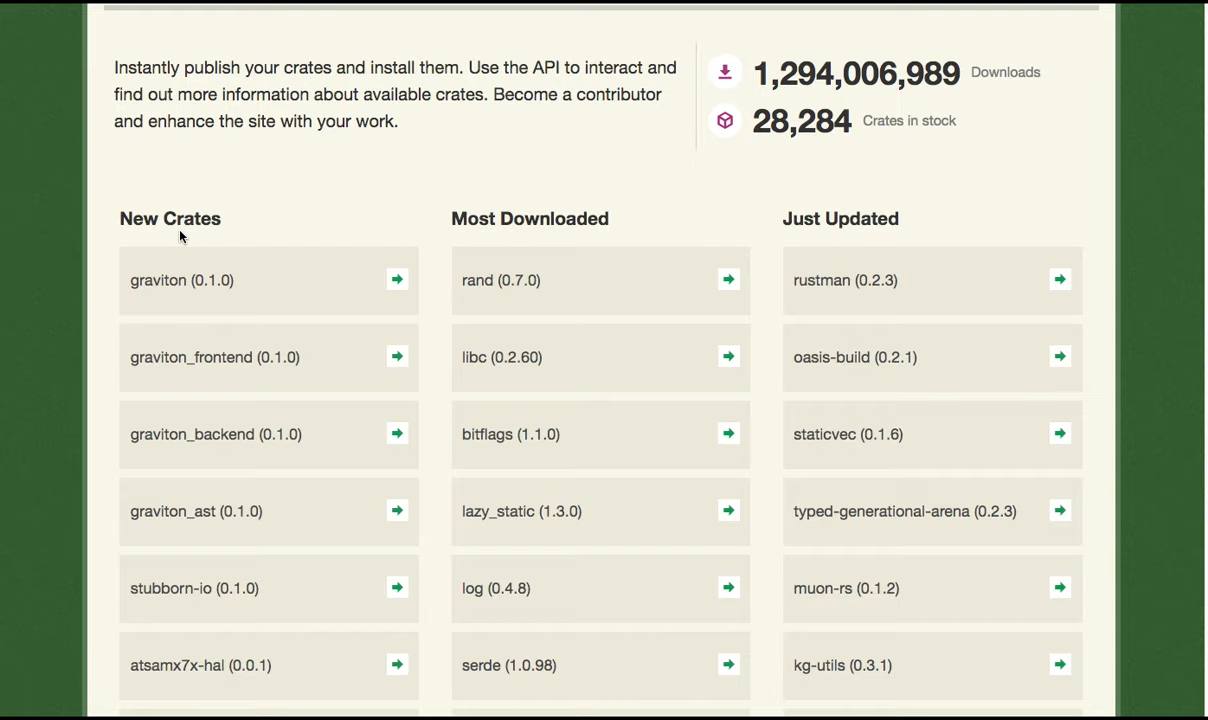 Instantly publish your crates and install them. Use the API to interact and
find out more information about available crates. Become a contributor
and enhance the site with your work.
1,294,006,989 Downloads
28,284 Crates in stock
New Crates
graviton (0.1.0)
graviton_frontend (0.1.0)
graviton_backend (0.1.0)
graviton_ast (0.1.0)
stubborn-io (0.1.0)
atsamx7x-hal (0.0.1)
Most Downloaded
rand (0.7.0)
libc (0.2.60)
bitflags (1.1.0)
lazy_static (1.3.0)
log (0.4.8)
serde (1.0.98)
Just Updated
rustman (0.2.3)
oasis-build (0.2.1)
staticvec (0.1.6)
typed-generational-arena (0.2.3)
muon-rs (0.1.2)
kg-utils (0.3.1)